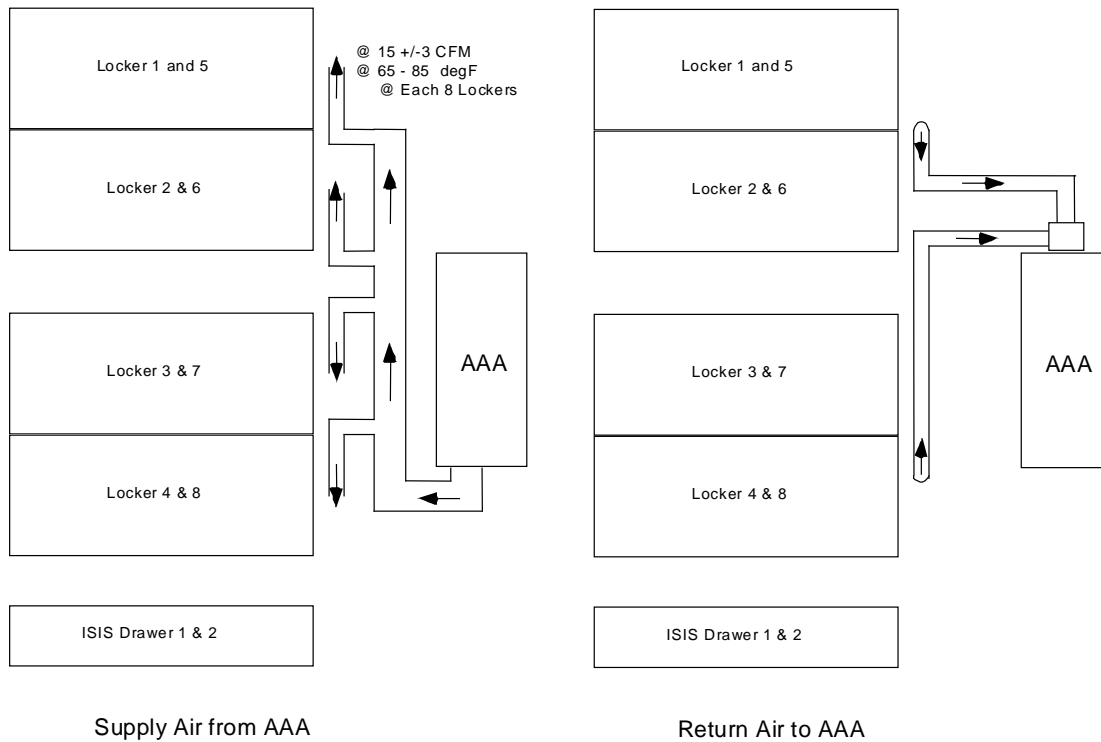 Locker 1 and 5
@ 15 +/-3 CFM
@ 65 - 85 degF
@ Each 8 Lockers
Locker 2 & 6
AAA
Locker 3 & 7
Locker 4 & 8
ISIS Drawer 1 & 2
Supply Air from AAA
Locker 1 and 5
Locker 2 & 6
AAA
Locker 3 & 7
Locker 4 & 8
ISIS Drawer 1 & 2
Return Air to AAA